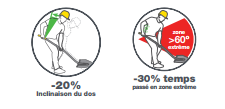 zone
>60°
extrême
-20%
Inclinaison du dos
-30% temps
passé en zone extrême